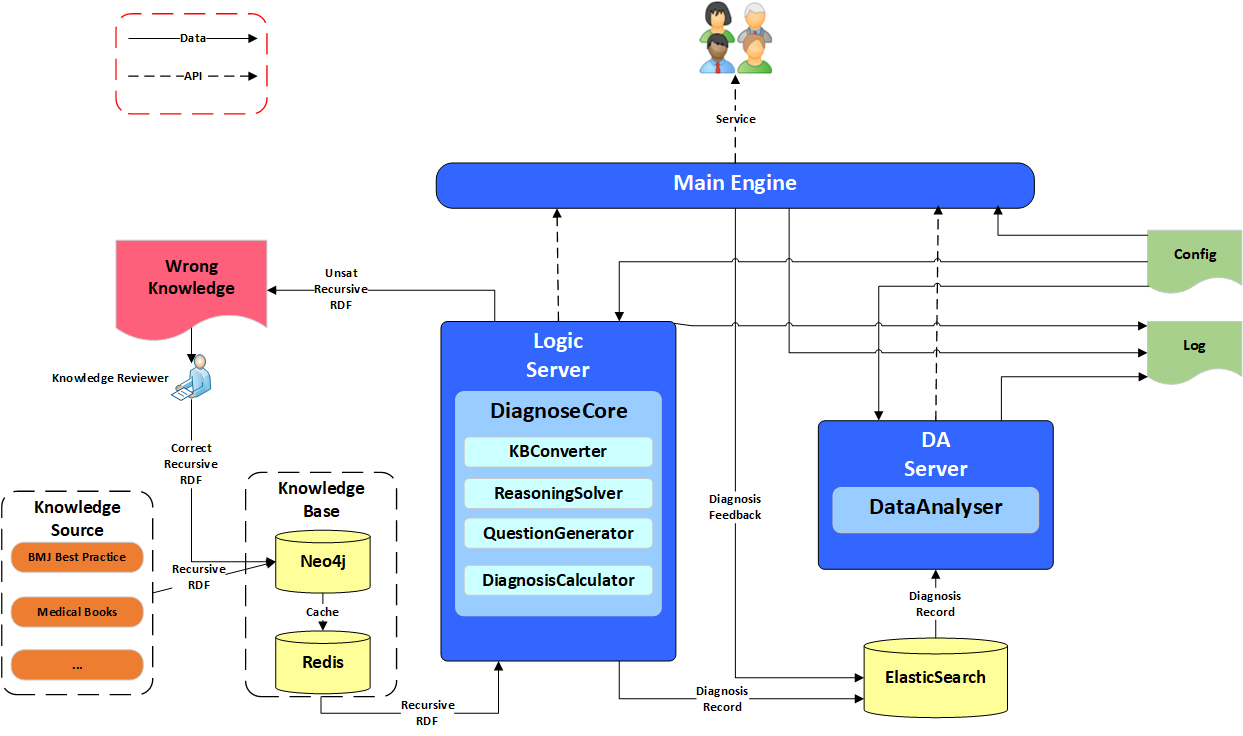 Data
API
Service
Main Engine
Config
Wrong
Knowledge
Unsat
Recursive
RDF
Log
Logic
Server
Knowledge Reviewer
DiagnoseCore
DA
Server
KBConverter
Correct
Recursive
RDF
ReasoningSolver
Diagnosis
Feedback
DataAnalyser
Knowledge
Base
Knowledge
Source
QuestionGenerator
BMJ Best Practice
Neo4j
Recursive
RDF
DiagnosisCalculator
Diagnosis
Record
Medical Books
Cache
...
Redis
ElasticSearch
Recursive
RDF
Diagnosis
Record